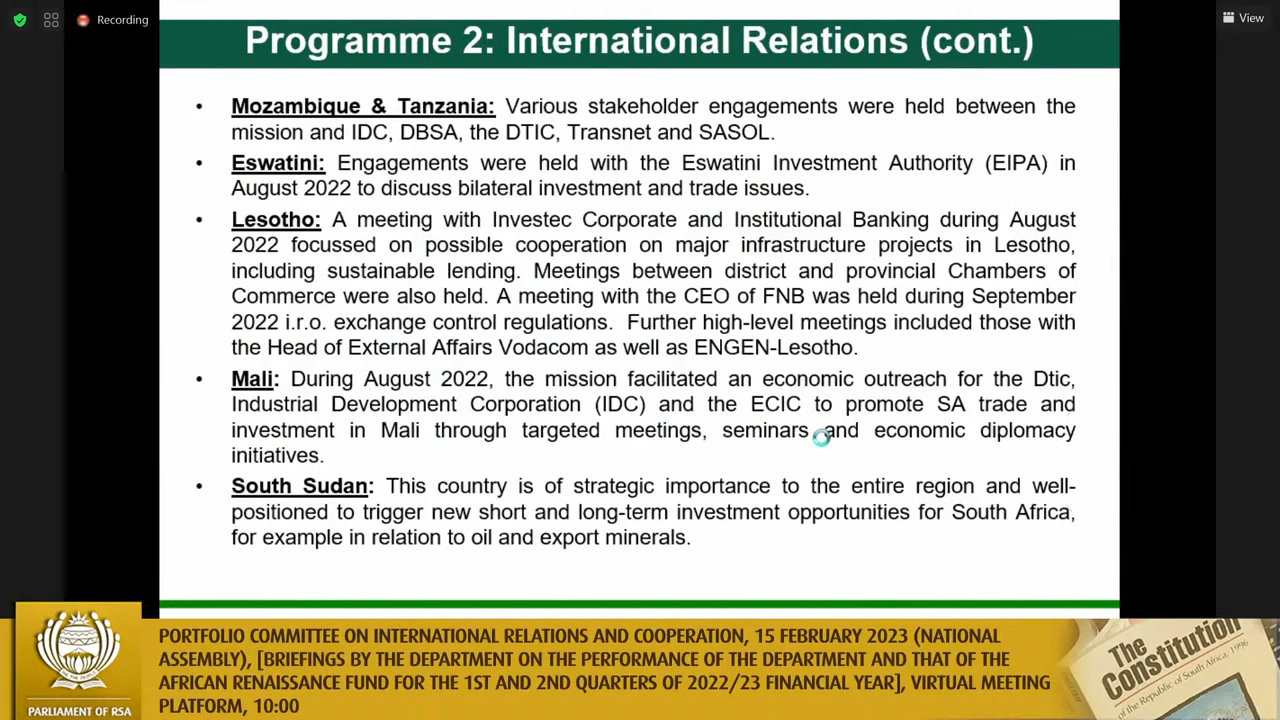 Recording
View
Programme 2: International Relations (cont.)
• Mozambique & Tanzania: Various stakeholder engagements were held between the
mission and IDC, DBSA, the DTIC, Transnet and SASOL.
• Eswatini: Engagements were held with the Eswatini Investment Authority (EIPA) in
August 2022 to discuss bilateral investment and trade issues.
• Lesotho: A meeting with Investec Corporate and Institutional Banking during August
2022 focussed on possible cooperation on major infrastructure projects in Lesotho,
including sustainable lending. Meetings between district and provincial Chambers of
Commerce were also held. A meeting with the CEO of FNB was held during September
2022 i.r.o. exchange control regulations. Further high-level meetings included those with
the Head of External Affairs Vodacom as well as ENGEN-Lesotho.
• Mali: During August 2022, the mission facilitated an economic outreach for the Dtic,
Industrial Development Corporation (IDC) and the ECIC to promote SA trade and
investment in Mali through targeted meetings, seminars and economic diplomacy
initiatives.
• South Sudan: This country is of strategic importance to the entire region and well-
positioned to trigger new short and long-term investment opportunities for South Africa,
for example in relation to oil and export minerals.
PORTFOLIO COMMITTEE ON INTERNATIONAL RELATIONS AND COOPERATION, 15 FEBRUARY 2023 (NATIONAL
ASSEMBLY), [BRIEFINGS BY THE DEPARTMENT ON THE PERFORMANCE OF THE DEPARTMENT AND THAT OF THE
AFRICAN RENAISSANCE FUND FOR THE 1ST AND 2ND QUARTERS OF 2022/23 FINANCIAL YEAR], VIRTUAL MEETING
PLATFORM, 10:00
PARLIAMENT OF RSA
The
Constitution
of the Republic of South Africa, 1996